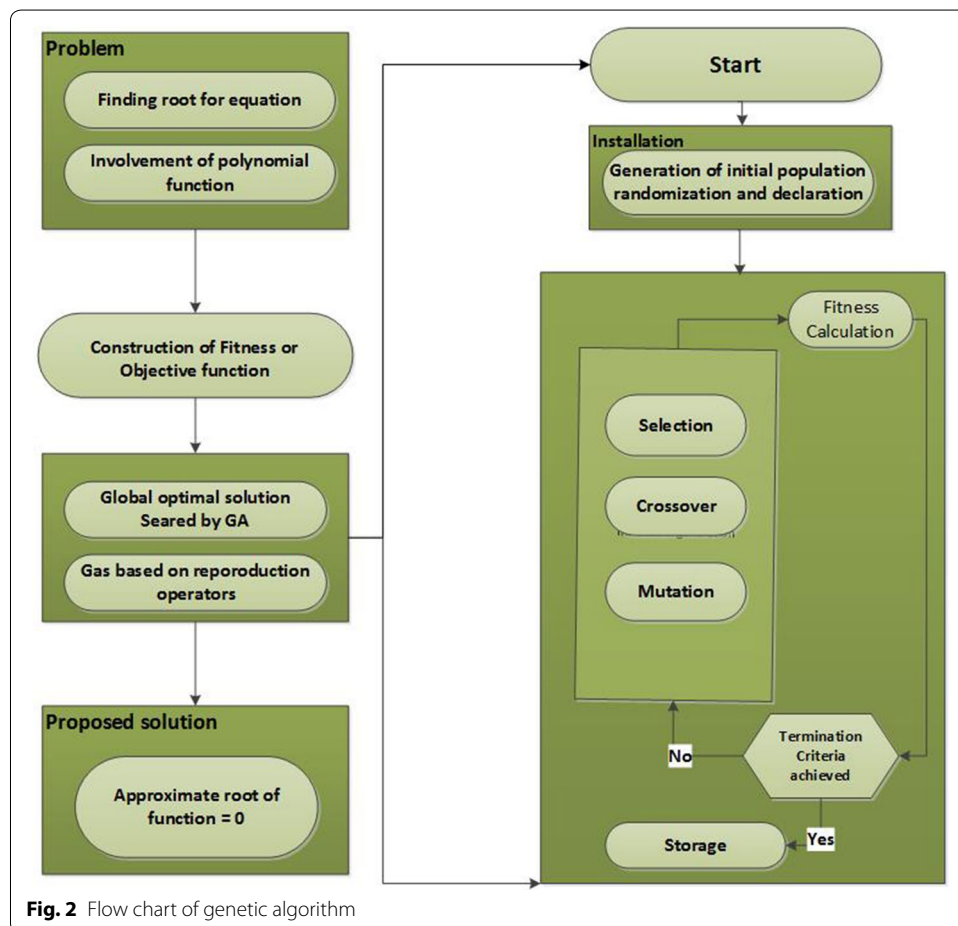 Problem
Finding root for equation
Involvement of polynomial
function
Construction of Fitness or
Objective function
Global optimal solution
Seared by GA
Gas based on reporoduction
operators
Proposed solution
Approximate root of
function = 0
Start
Installation
Generation of initial population
randomization and declaration
Fitness
Calculation
Selection
Crossover
Mutation
Termination
Criteria
achieved
No
Yes
Storage
Fig. 2 Flow chart of genetic algorithm